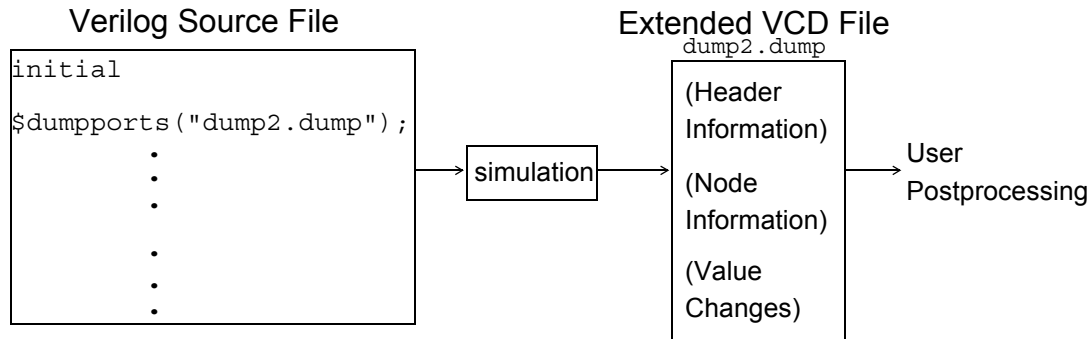 Verilog Source File
initial
$dumpports("dump2.dump");
simulation
Extended VCD File
dump2.dump
(Header
Information)
(Node
Information)
(Value
Changes)
User
Postprocessing